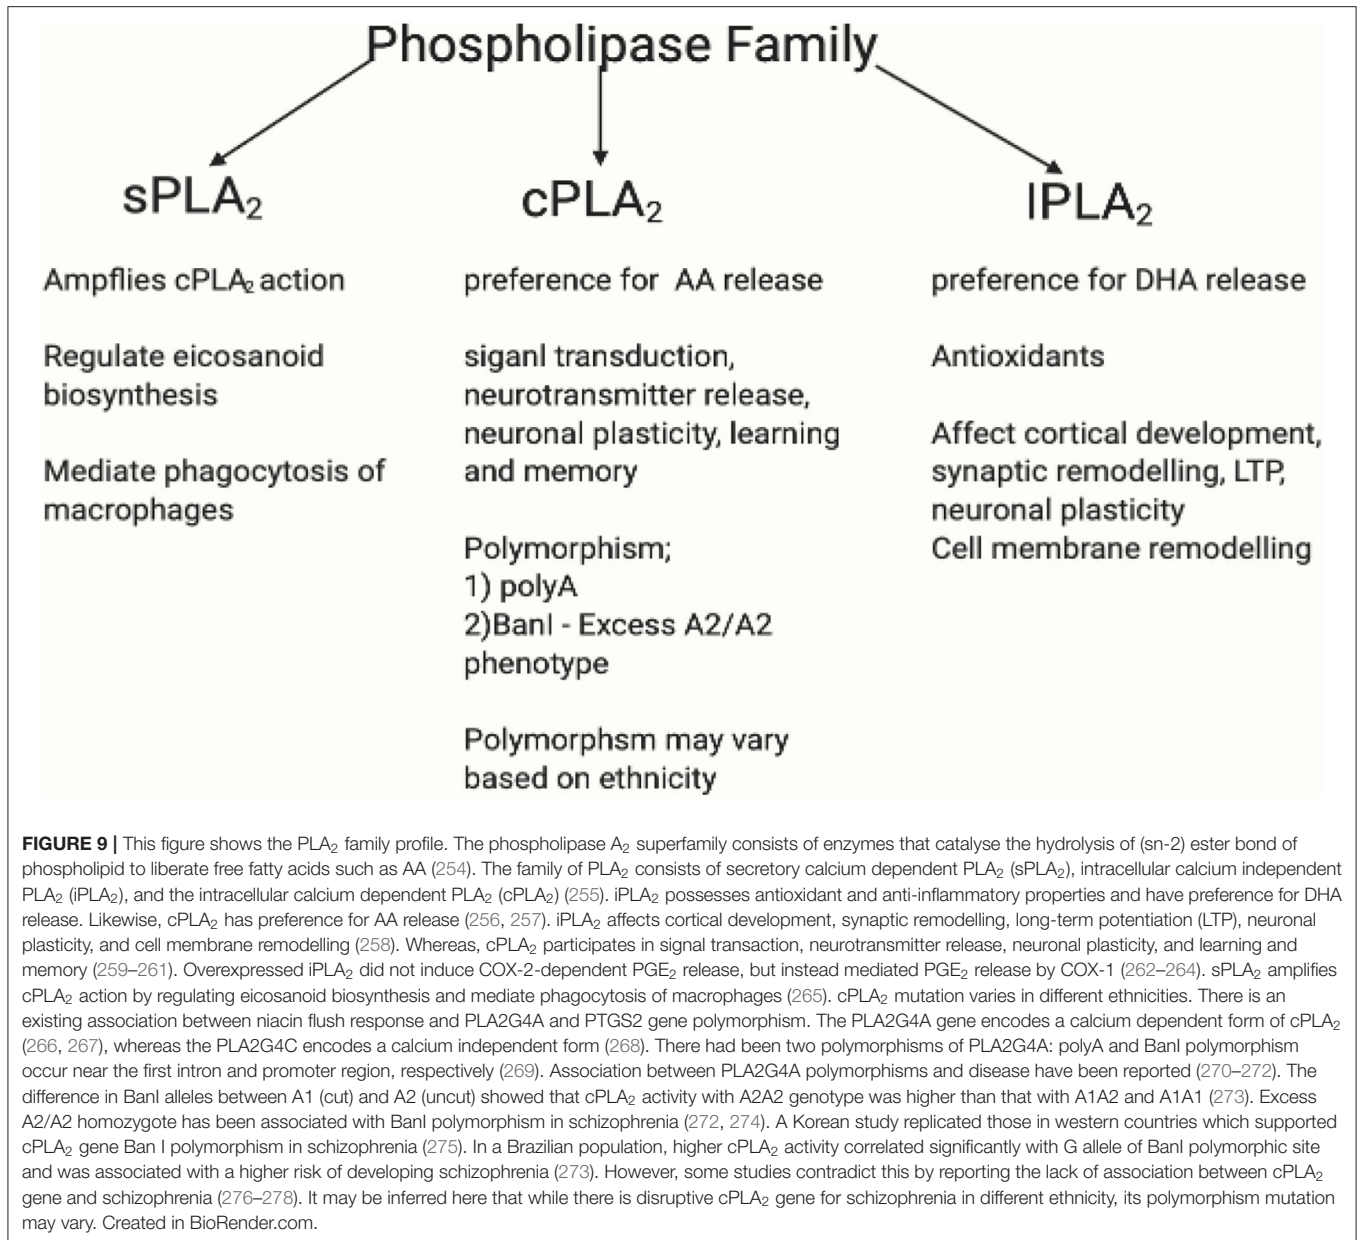 Phospholipase Family
sPLA₂
cPLA₂
IPLA₂
Ampflies cPLA₂ action
Regulate eicosanoid
biosynthesis
Mediate phagocytosis of
macrophages
preference for AA release
siganl transduction,
neurotransmitter release,
neuronal plasticity, learning
and memory
Polymorphism;
1) polyA
2)BanI - Excess A2/A2
phenotype
Polymorphsm may vary
based on ethnicity
preference for DHA release
Antioxidants
Affect cortical development,
synaptic remodelling, LTP,
neuronal plasticity
Cell membrane remodelling
FIGURE 9 | This figure shows the PLA₂ family profile. The phospholipase A₂ superfamily consists of enzymes that catalyse the hydrolysis of (sn-2) ester bond of
phospholipid to liberate free fatty acids such as AA (254). The family of PLA₂ consists of secretory calcium dependent PLA₂ (sPLA₂), intracellular calcium independent
PLA₂ (iPLA₂), and the intracellular calcium dependent PLA₂ (cPLA₂) (255). iPLA₂ possesses antioxidant and anti-inflammatory properties and have preference for DHA
release. Likewise, cPLA₂ has preference for AA release (256, 257). iPLA₂ affects cortical development, synaptic remodelling, long-term potentiation (LTP), neuronal
plasticity, and cell membrane remodelling (258). Whereas, cPLA₂ participates in signal transaction, neurotransmitter release, neuronal plasticity, and learning and
memory (259–261). Overexpressed iPLA₂ did not induce COX-2-dependent PGE₂ release, but instead mediated PGE₂ release by COX-1 (262–264). sPLA₂ amplifies
cPLA₂ action by regulating eicosanoid biosynthesis and mediate phagocytosis of macrophages (265). cPLA₂ mutation varies in different ethnicities. There is an
existing association between niacin flush response and PLA2G4A and PTGS2 gene polymorphism. The PLA2G4A gene encodes a calcium dependent form of cPLA₂
(266, 267), whereas the PLA2G4C encodes a calcium independent form (268). There had been two polymorphisms of PLA2G4A: polyA and BanI polymorphism
occur near the first intron and promoter region, respectively (269). Association between PLA2G4A polymorphisms and disease have been reported (270–272). The
difference in BanI alleles between A1 (cut) and A2 (uncut) showed that cPLA₂ activity with A2A2 genotype was higher than that with A1A2 and A1A1 (273). Excess
A2/A2 homozygote has been associated with BanI polymorphism in schizophrenia (272, 274). A Korean study replicated those in western countries which supported
cPLA₂ gene Ban I polymorphism in schizophrenia (275). In a Brazilian population, higher cPLA₂ activity correlated significantly with G allele of BanI polymorphic site
and was associated with a higher risk of developing schizophrenia (273). However, some studies contradict this by reporting the lack of association between cPLA₂
gene and schizophrenia (276–278). It may be inferred here that while there is disruptive cPLA₂ gene for schizophrenia in different ethnicity, its polymorphism mutation
may vary. Created in BioRender.com.